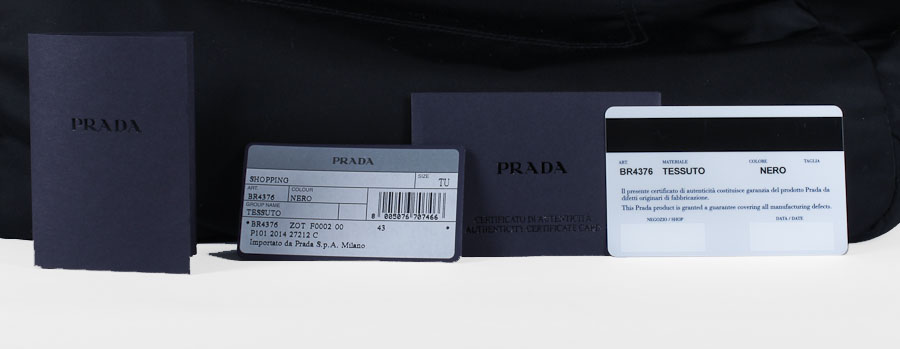 PRADA
PRADA
SHOPPING
SIZE
TU
ART.
COLOUR
BR4376
NERO
GROUP NAME
TESSUTO
8 005076 707466
* BR4376 ZOT F0002 00 43 *
P101 2014 27212 C
Importato da Prada S.p.A. Milano
PRADA
CERTIFICATO DI AUTENTICITÀ
AUTHENTICITY CERTIFICATE CARD
ART. MATERIALE COLORE TAGLIA
BR4376 TESSUTO NERO
Il presente certificato di autenticità costituisce garanzia del prodotto Prada da
difetti originari di fabbricazione.
This Prada product is granted a guarantee covering all manufacturing defects.
NEGOZIO / SHOP DATA / DATE